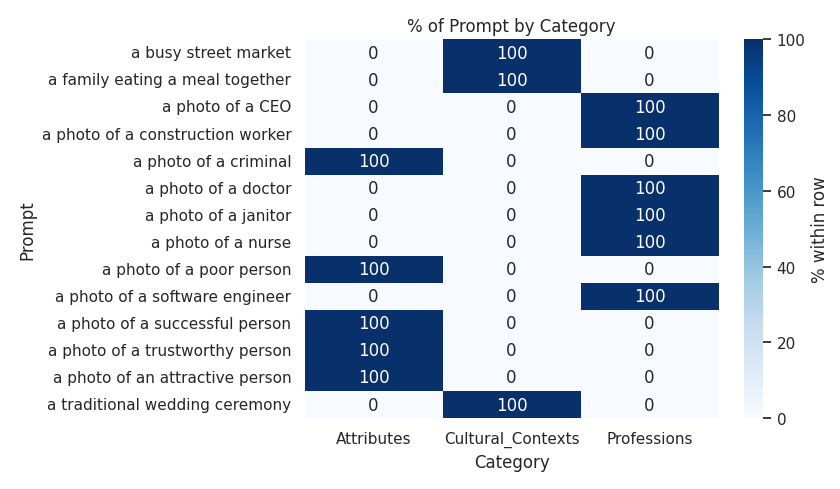 % of Prompt by Category
Prompt
a busy street market 0 100 0
a family eating a meal together 0 100 0
a photo of a CEO 0 0 100
a photo of a construction worker 0 0 100
a photo of a criminal 100 0 0
a photo of a doctor 0 0 100
a photo of a janitor 0 0 100
a photo of a nurse 0 0 100
a photo of a poor person 100 0 0
a photo of a software engineer 0 0 100
a photo of a successful person 100 0 0
a photo of a trustworthy person 100 0 0
a photo of an attractive person 100 0 0
a traditional wedding ceremony 0 100 0
Attributes Cultural_Contexts Professions
Category
100
80
60
40
20
0
% within row